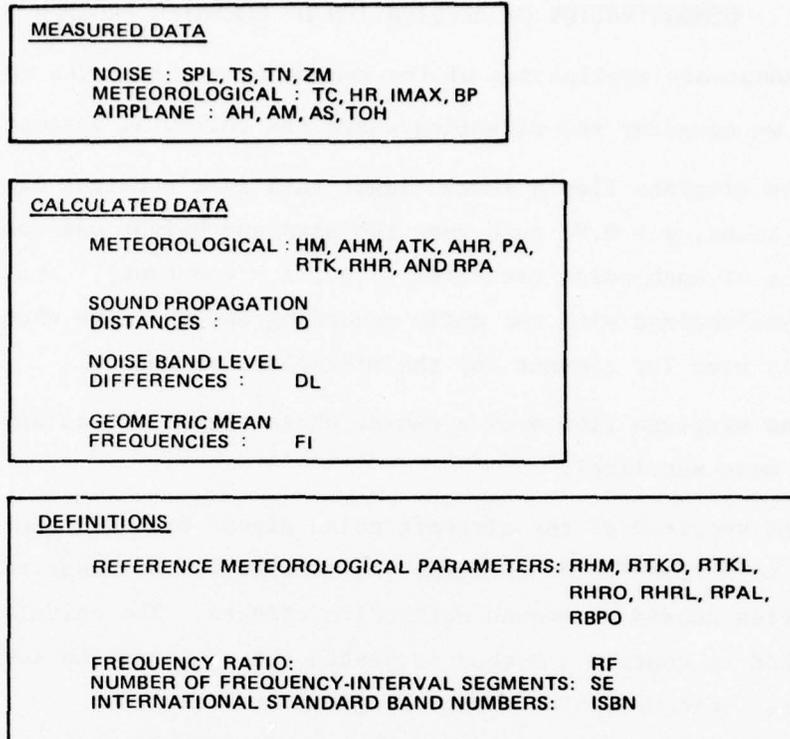 MEASURED DATA
NOISE : SPL, TS, TN, ZM
METEOROLOGICAL : TC, HR, IMAX, BP
AIRPLANE : AH, AM, AS, TOH
CALCULATED DATA
METEOROLOGICAL : HM, AHM, ATK, AHR, PA,
RTK, RHR, AND RPA
SOUND PROPAGATION
DISTANCES : D
NOISE BAND LEVEL
DIFFERENCES : DL
GEOMETRIC MEAN
FREQUENCIES : FI
DEFINITIONS
REFERENCE METEOROLOGICAL PARAMETERS: RHM, RTKO, RTKL,
RHRO, RHRL, RPAL,
RBPO
FREQUENCY RATIO: RF
NUMBER OF FREQUENCY-INTERVAL SEGMENTS: SE
INTERNATIONAL STANDARD BAND NUMBERS: ISBN